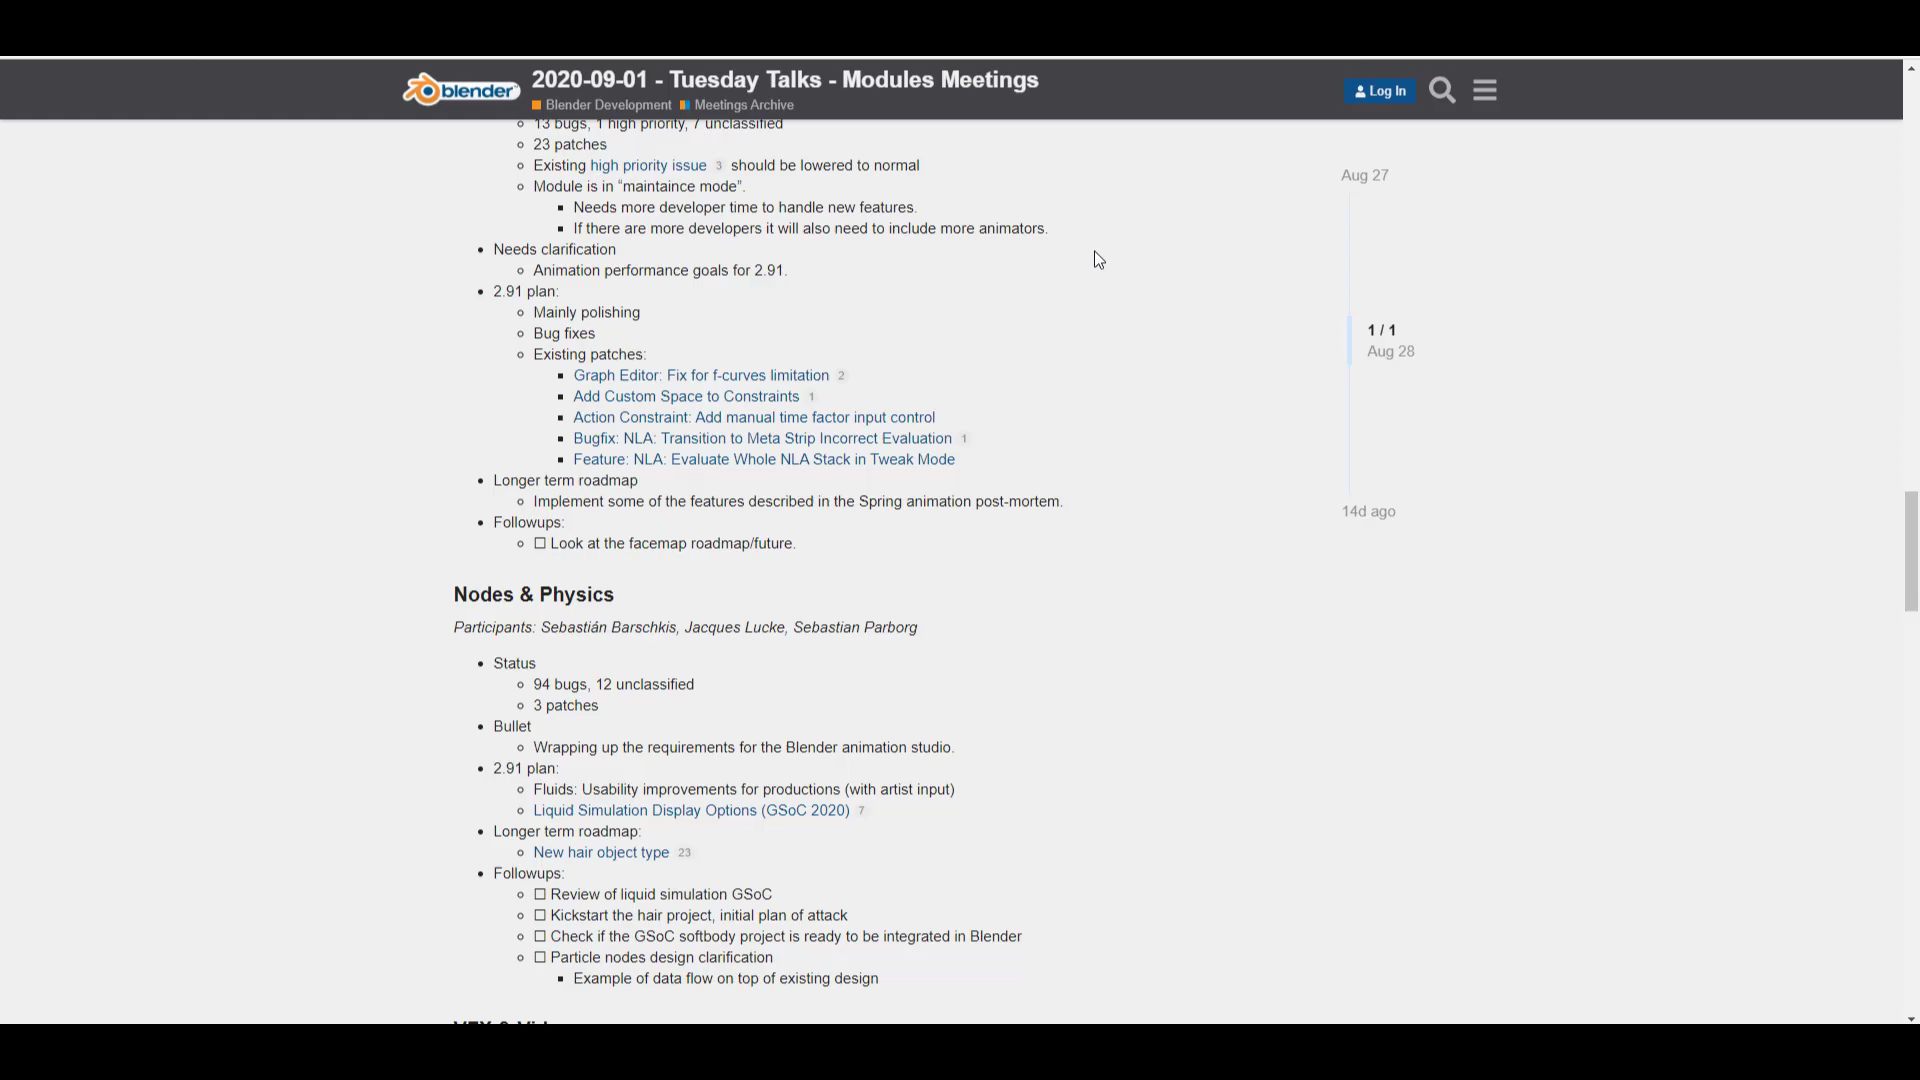 blender
2020-09-01 - Tuesday Talks - Modules Meetings
Blender Development Meetings Archive
Log In
13 bugs, 1 high priority, 7 unclassified
23 patches
Existing high priority issue 3 should be lowered to normal
Module is in “maintaince mode”.
Needs more developer time to handle new features.
If there are more developers it will also need to include more animators.
Needs clarification
Animation performance goals for 2.91.
2.91 plan:
Mainly polishing
Bug fixes
Existing patches:
Graph Editor: Fix for f-curves limitation 2
Add Custom Space to Constraints 1
Action Constraint: Add manual time factor input control
Bugfix: NLA: Transition to Meta Strip Incorrect Evaluation 1
Feature: NLA: Evaluate Whole NLA Stack in Tweak Mode
Longer term roadmap
Implement some of the features described in the Spring animation post-mortem.
Followups:
Look at the facemap roadmap/future.
Nodes & Physics
Participants: Sebastián Barschkis, Jacques Lucke, Sebastian Parborg
Status
94 bugs, 12 unclassified
3 patches
Bullet
Wrapping up the requirements for the Blender animation studio.
2.91 plan:
Fluids: Usability improvements for productions (with artist input)
Liquid Simulation Display Options (GSoC 2020) 7
Longer term roadmap:
New hair object type 23
Followups:
Review of liquid simulation GSoC
Kickstart the hair project, initial plan of attack
Check if the GSoC softbody project is ready to be integrated in Blender
Particle nodes design clarification
Example of data flow on top of existing design
Aug 27
1 / 1
Aug 28
14d ago